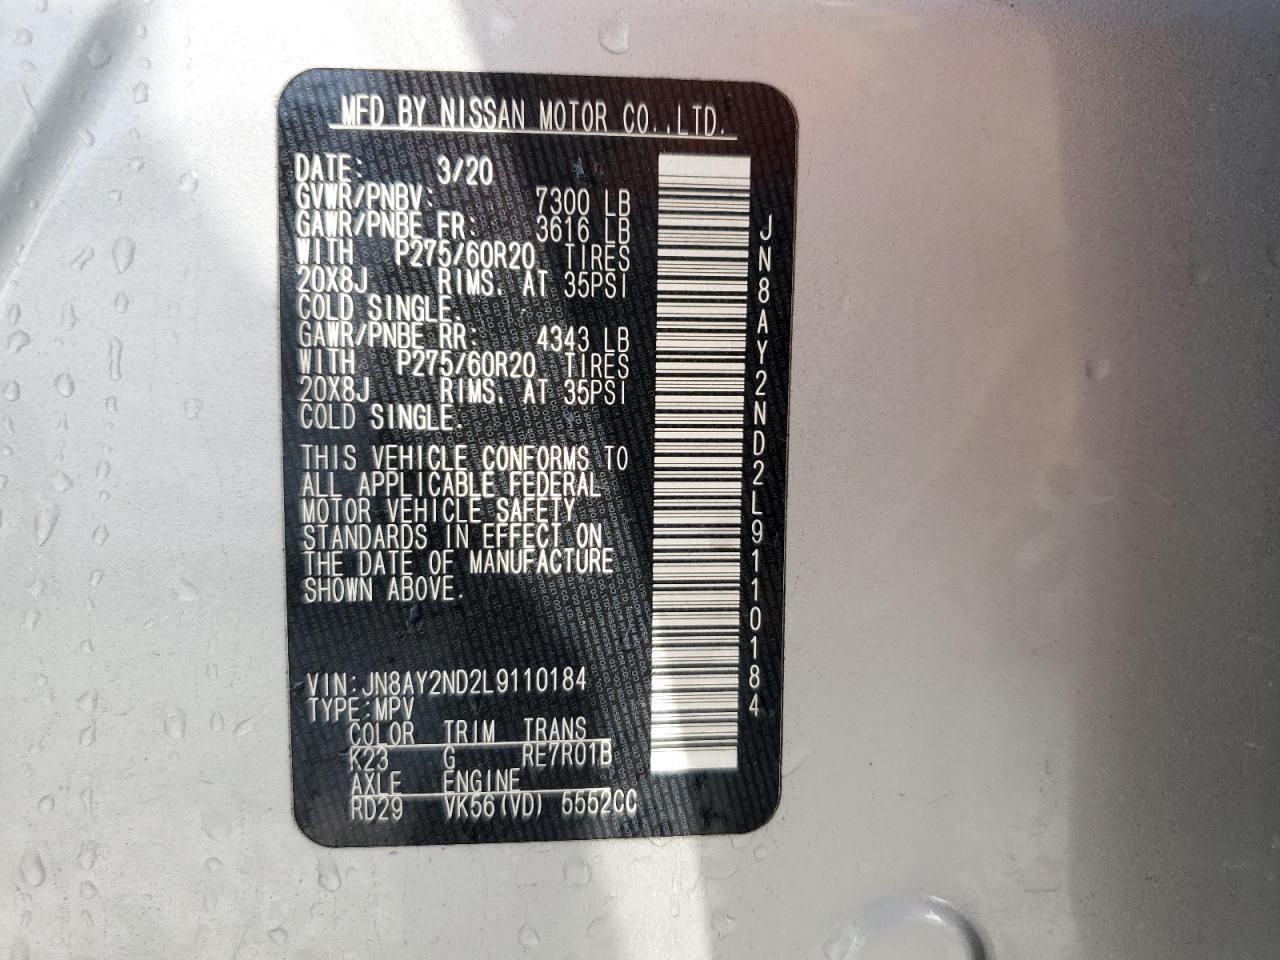 MFD BY NISSAN MOTOR CO.,LTD.
DATE: 3/20
GVWR/PNBV: 7300 LB
GAWR/PNBE FR: 3616 LB
WITH P275/60R20 TIRES
20X8J RIMS. AT 35PSI
COLD SINGLE.
GAWR/PNBE RR: 4343 LB
WITH P275/60R20 TIRES
20X8J RIMS. AT 35PSI
COLD SINGLE.
THIS VEHICLE CONFORMS TO
ALL APPLICABLE FEDERAL
MOTOR VEHICLE SAFETY
STANDARDS IN EFFECT ON
THE DATE OF MANUFACTURE
SHOWN ABOVE.
VIN:JN8AY2ND2L9110184
TYPE:MPV
COLOR TRIM TRANS
K23 G RE7R01B
AXLE ENGINE
RD29 VK56(VD) 5552CC
JN8AY2ND2L9110184